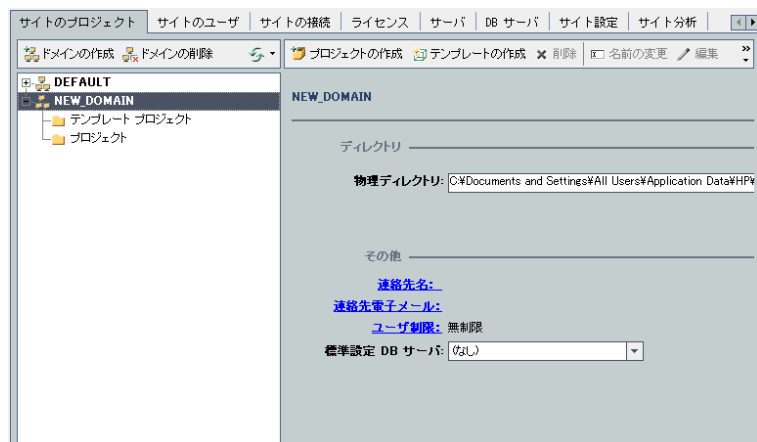 サイトのプロジェクト サイトのユーザ サイトの接続 ライセンス サーバ DB サーバ サイト設定 サイト分析
ドメインの作成 ドメインの削除 プロジェクトの作成 テンプレートの作成 削除 名前の変更 編集
DEFAULT
NEW_DOMAIN
テンプレート プロジェクト
プロジェクト
NEW_DOMAIN
ディレクトリ
物理ディレクトリ: C:¥Documents and Settings¥All Users¥Application Data¥HP¥
その他
連絡先名:
連絡先電子メール:
ユーザ制限: 無制限
標準設定 DB サーバ: (なし)